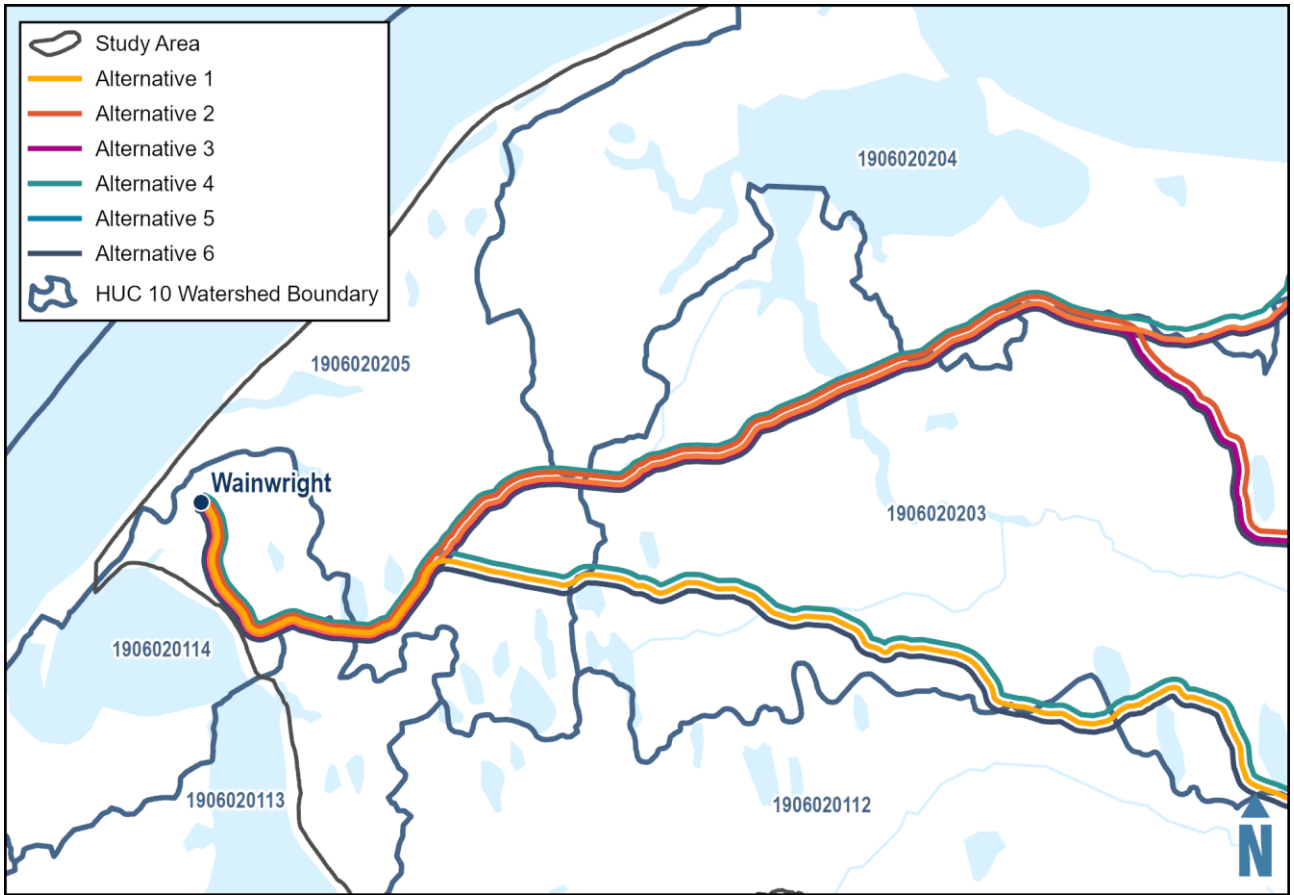 Study Area
Alternative 1
Alternative 2
Alternative 3
Alternative 4
Alternative 5
Alternative 6
HUC 10 Watershed Boundary
1906020204
1906020205
Wainwright
1906020203
1906020114
1906020113
1906020112
N